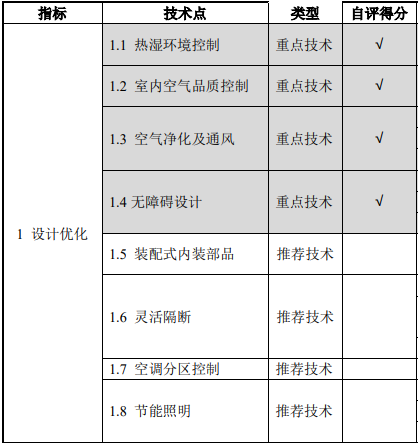 指标 技术点 类型 自评得分
1.1 热湿环境控制 重点技术 √
1.2 室内空气品质控制 重点技术 √
1.3 空气净化及通风 重点技术 √
1.4 无障碍设计 重点技术 √
1 设计优化
1.5 装配式内装部品 推荐技术
1.6 灵活隔断 推荐技术
1.7 空调分区控制 推荐技术
1.8 节能照明 推荐技术